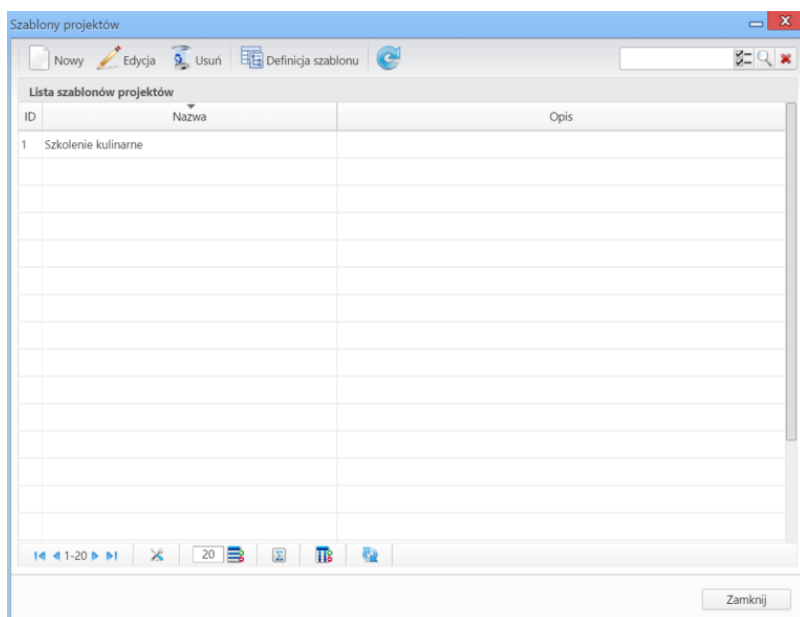 Szablony projektów
Nowy Edycja Usuń Definicja szablonu
Lista szablonów projektów
ID Nazwa Opis
1 Szkolenie kulinarne
1-20 20
Zamknij